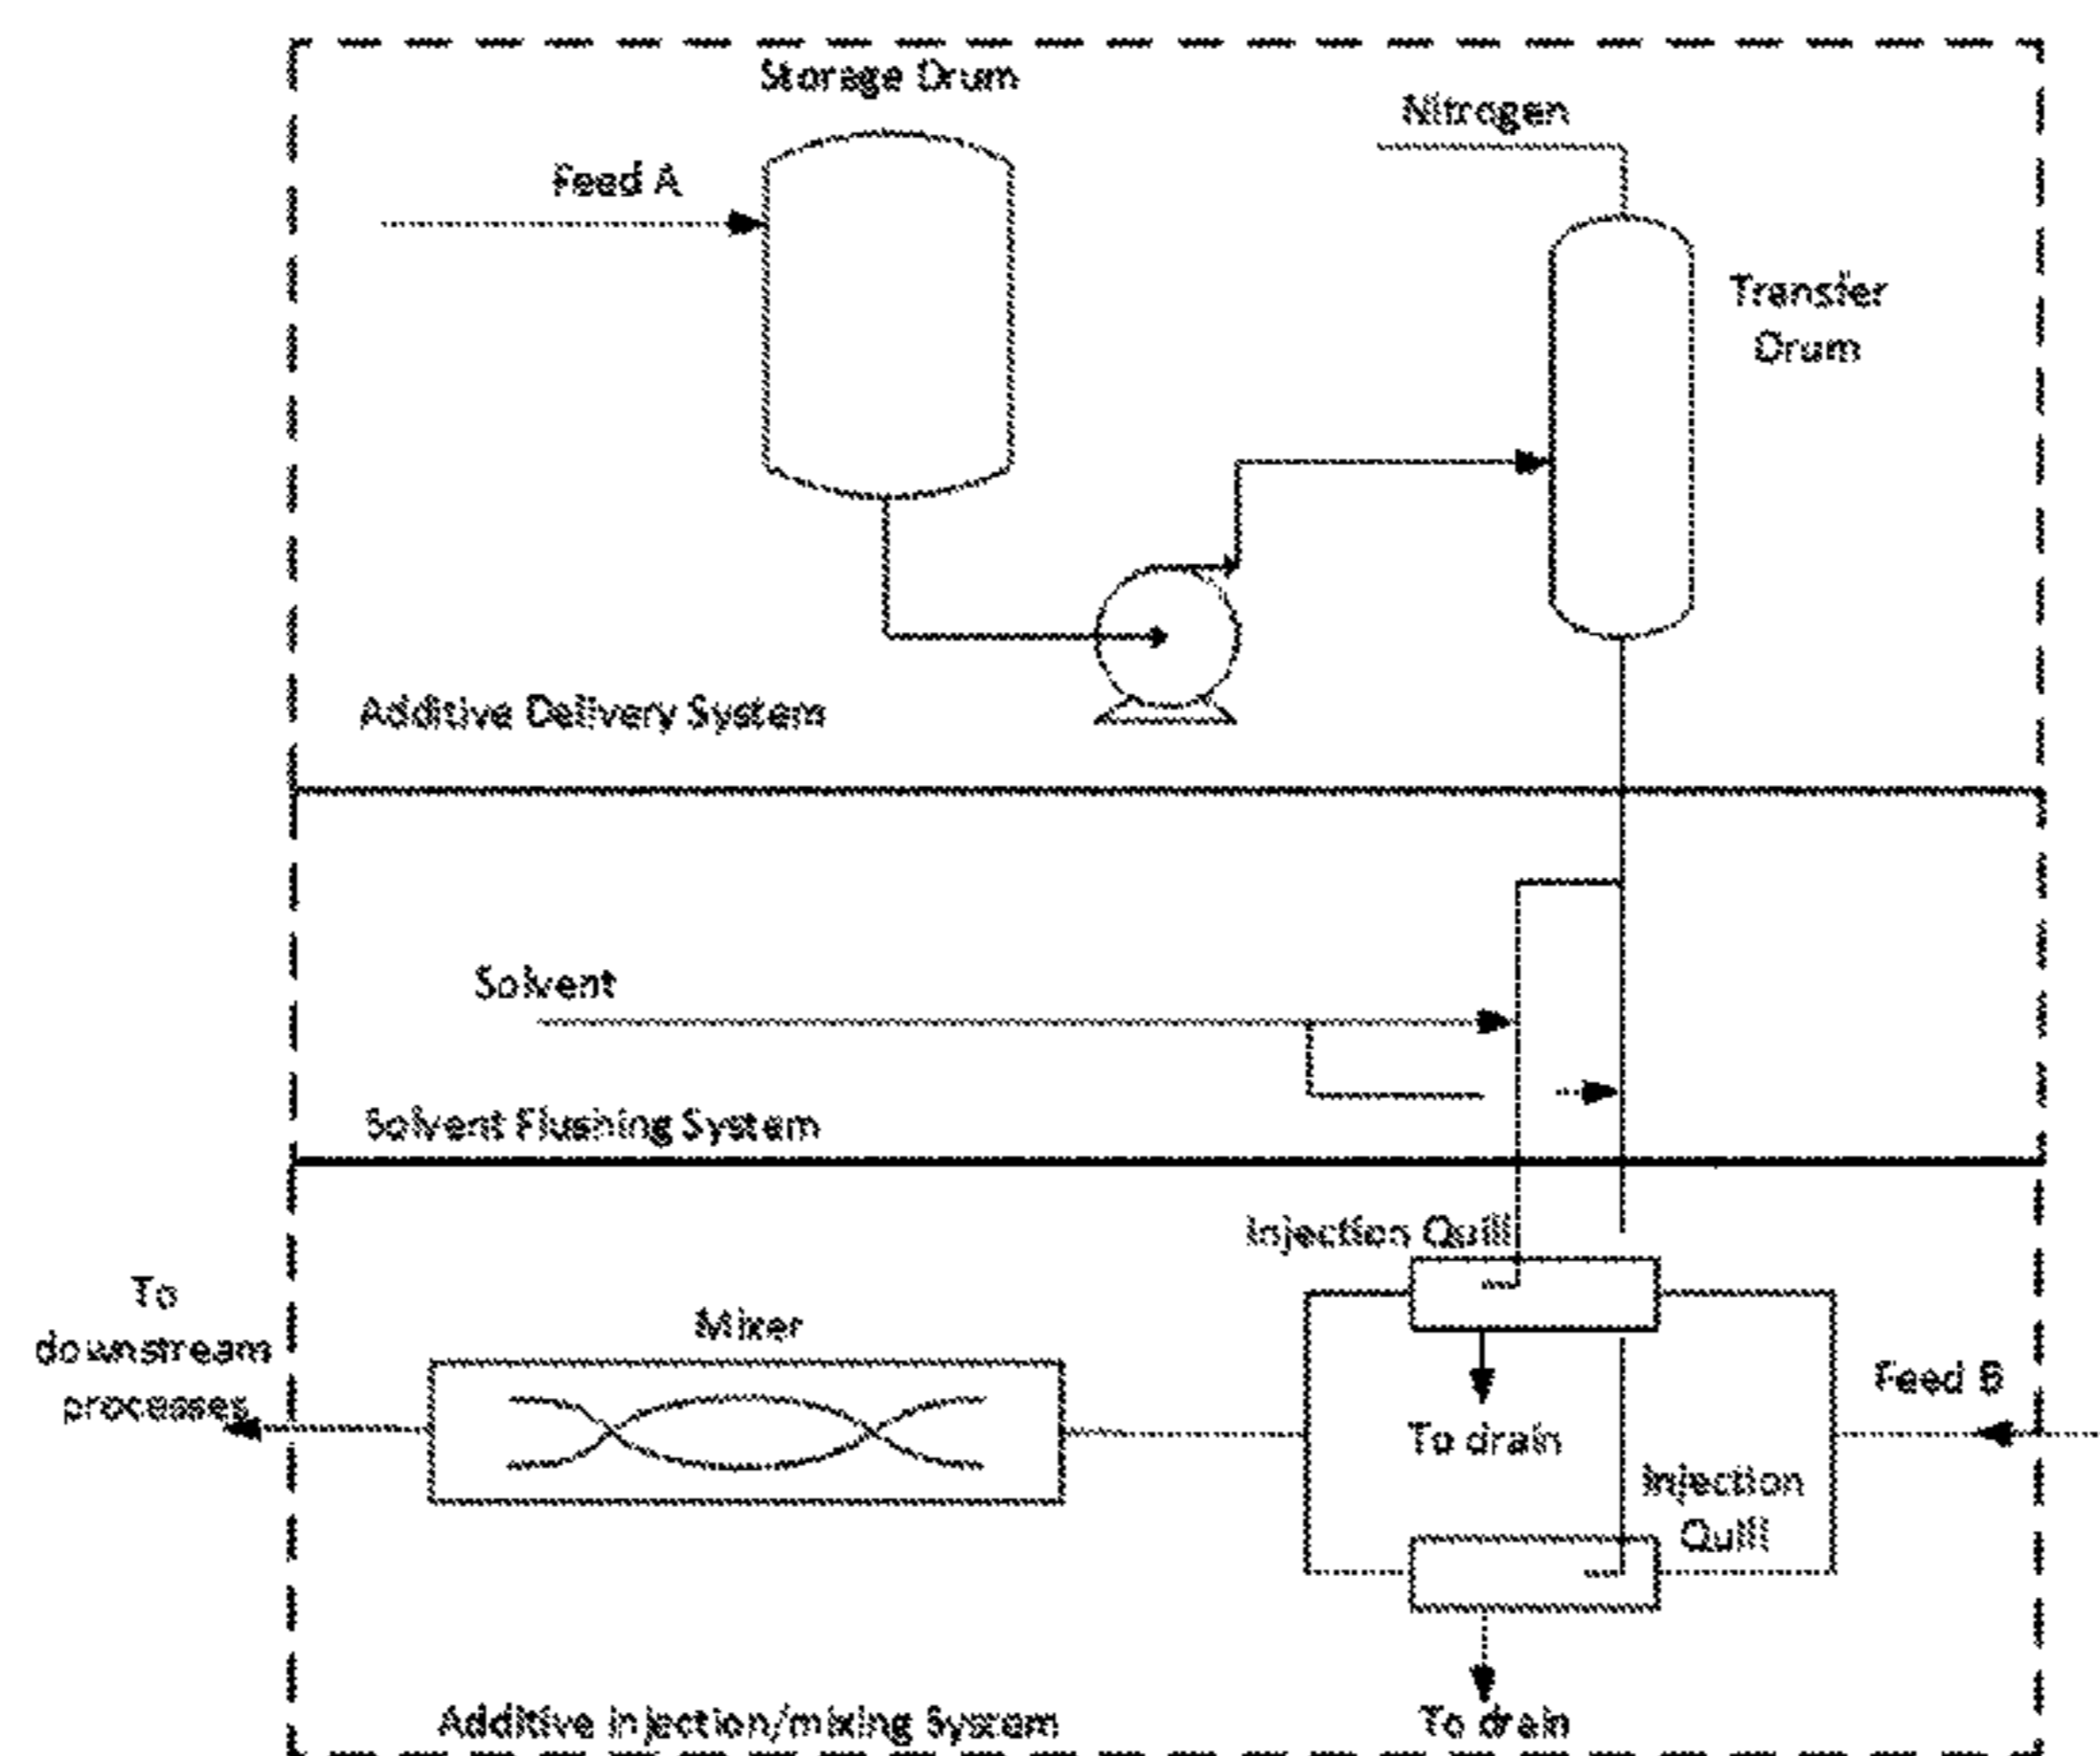 Storage Drum
Nitrogen
Feed A
Transfer
Drum
Additive Delivery System
Solvent
Solvent Flushing System
Injection Quill
To
downstream
processes
Mixer
Feed B
To drain
Injection
Quill
Additive Injection/mixing System
To drain